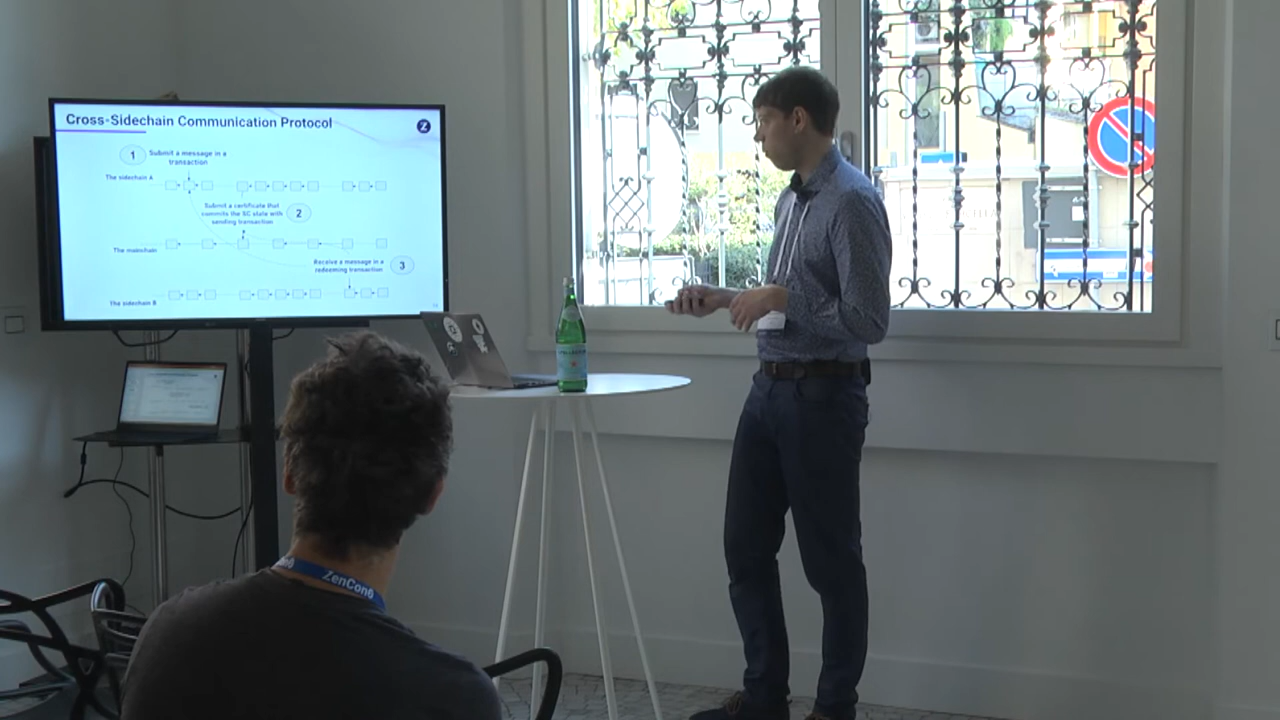 Cross-Sidechain Communication Protocol
1
Submit a message in a
transaction
The sidechain A
Submit a certificate that
commits the SC state with
sending transaction
2
The mainchain
Receive a message in a
redeeming transaction
3
The sidechain B
ZenCon0